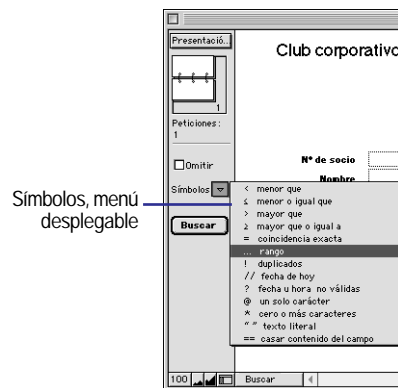 Presentació..
Club corporativo
1
Peticiones:
1
Omitir
Nº de socio
Nombre
Símbolos
Símbolos, menú
desplegable
Buscar
< menor que
≤ menor o igual que
> mayor que
≥ mayor que o igual a
= coincidencia exacta
... rango
! duplicados
// fecha de hoy
? fecha u hora no válidas
@ un solo carácter
* cero o más caracteres
" " texto literal
== casar contenido del campo
100 Buscar